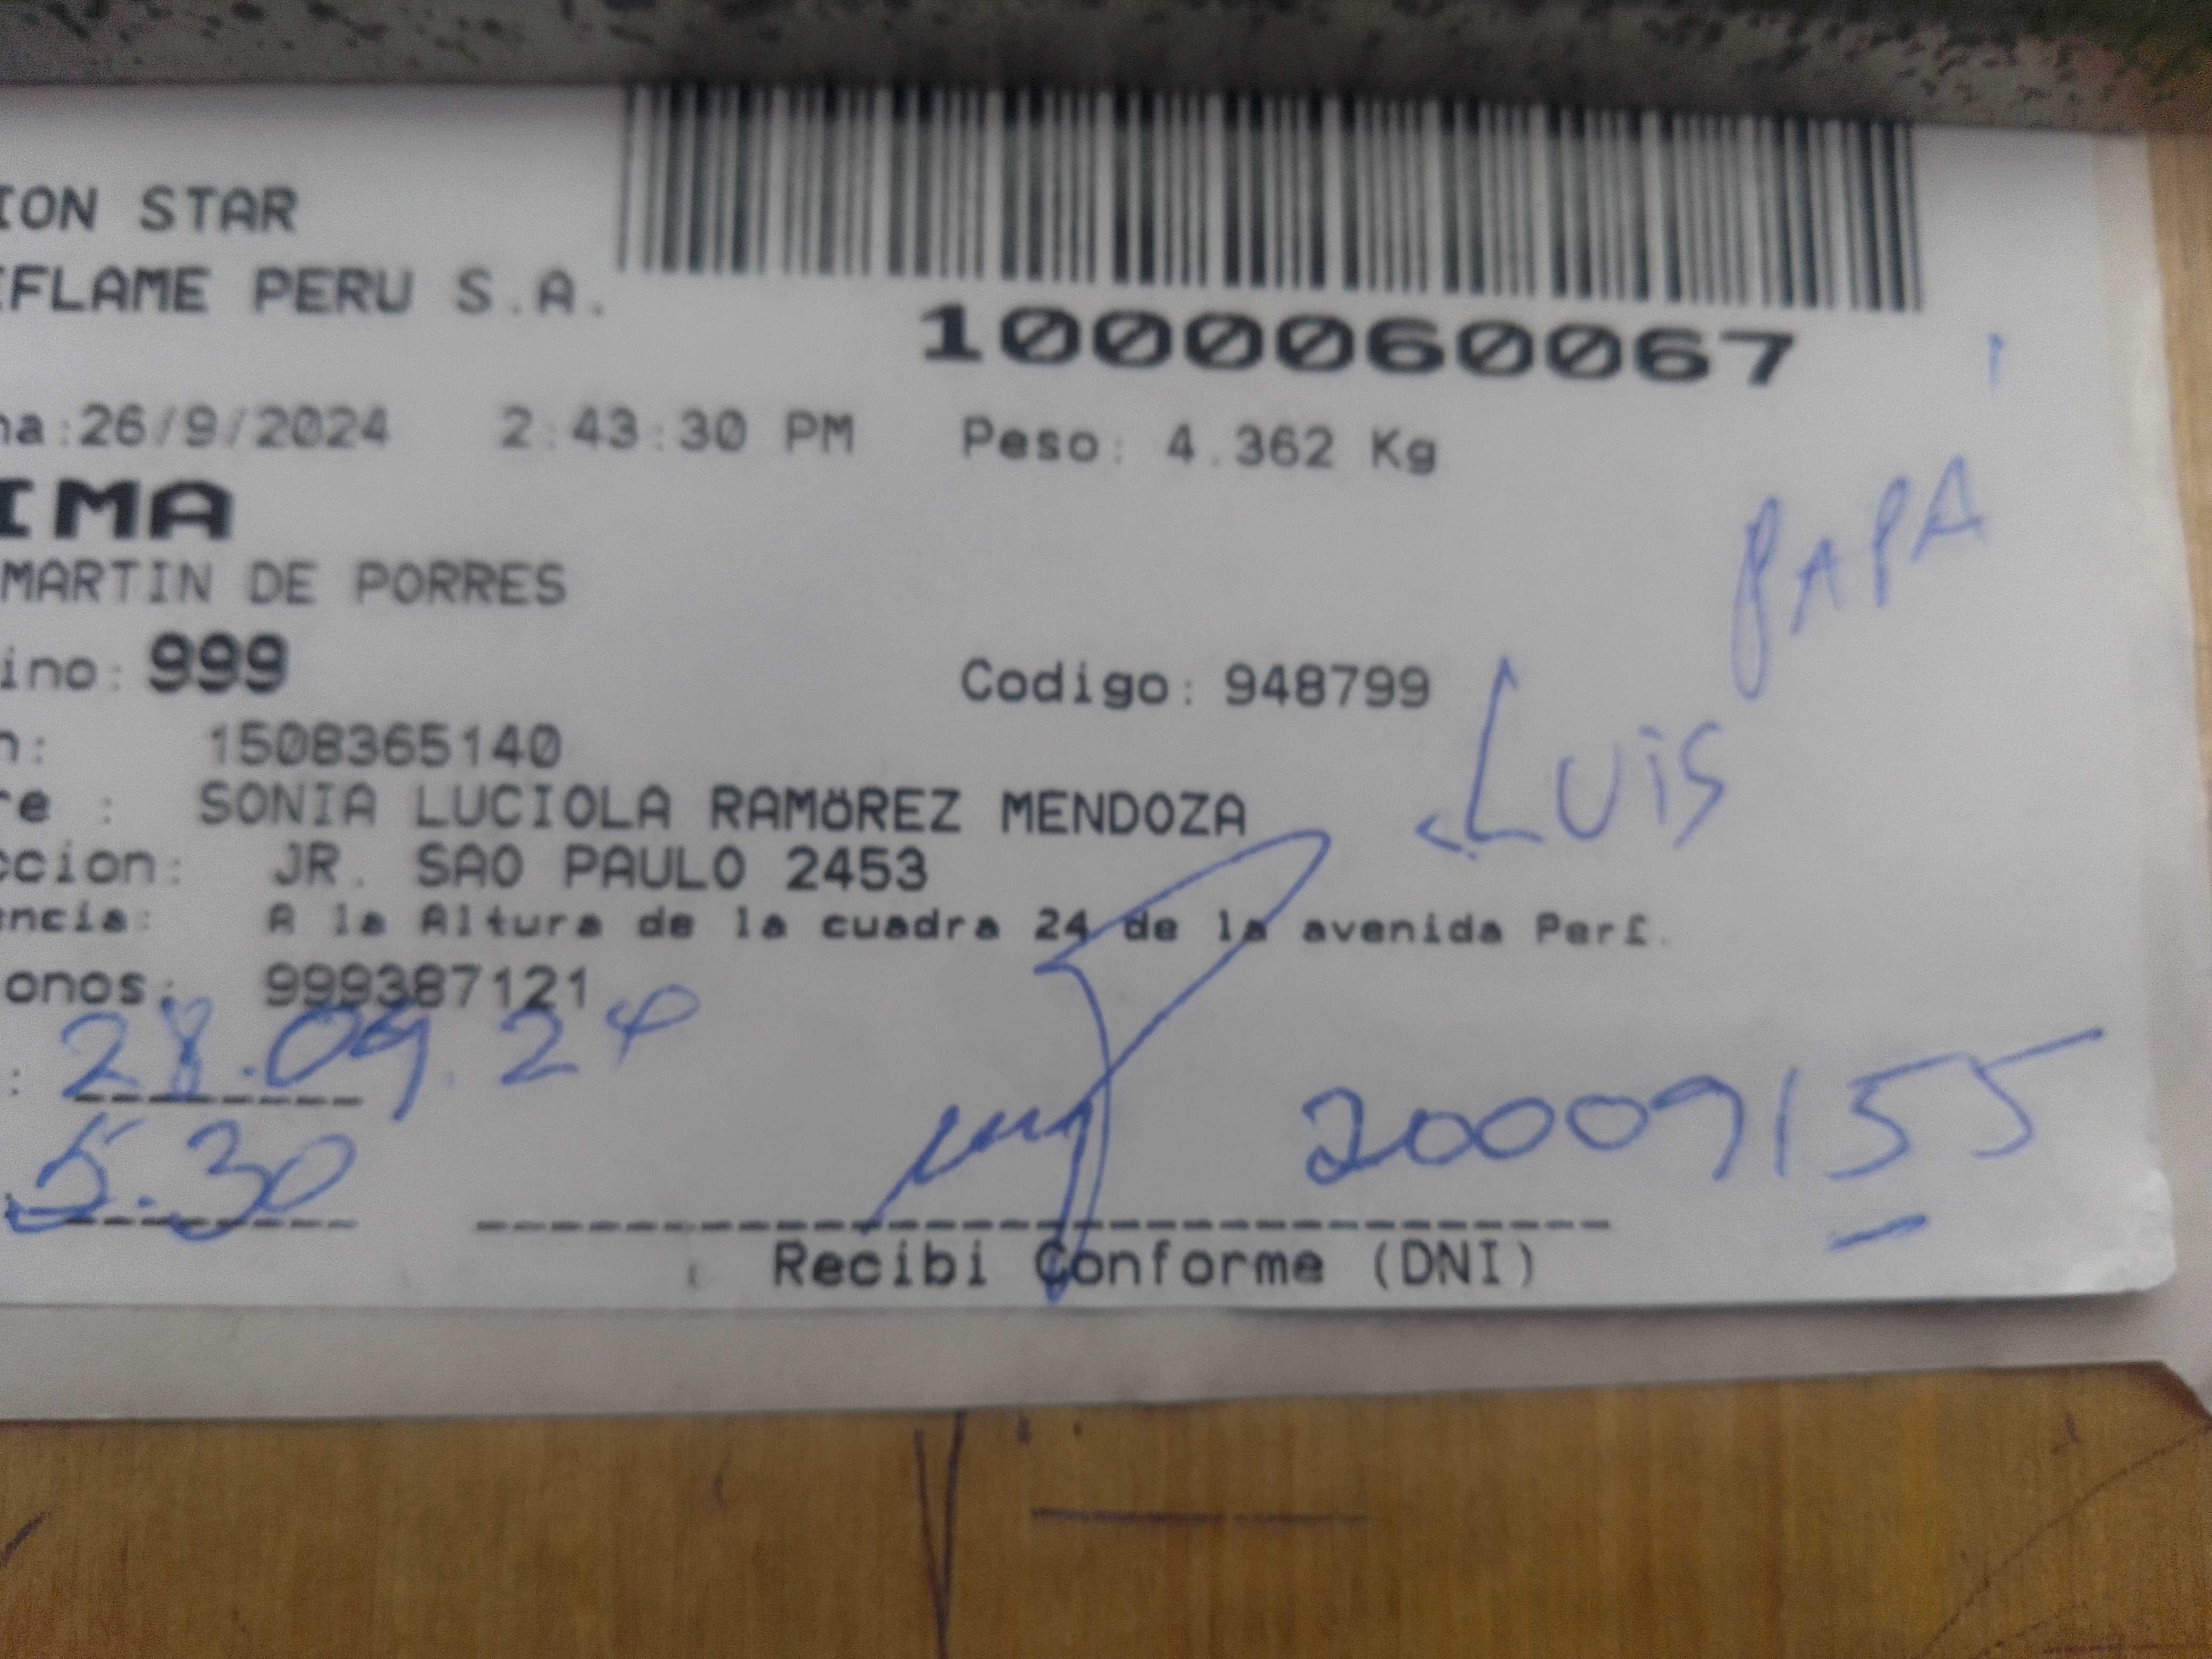 ION STAR
IFLAME PERU S.A.
1000060067
na:26/9/2024 2:43:30 PM Peso: 4.362 Kg
IMA
MARTIN DE PORRES
PAPA
ino: 999 Codigo: 948799
n: 1508365140
Luis
re : SONIA LUCIOLA RAMÖREZ MENDOZA
ccion: JR. SAO PAULO 2453
encia: A la Altura de la cuadra 24 de la avenida Per£.
onos: 999387121
: 28.09.24
5.30 20009155
Recibi Conforme (DNI)